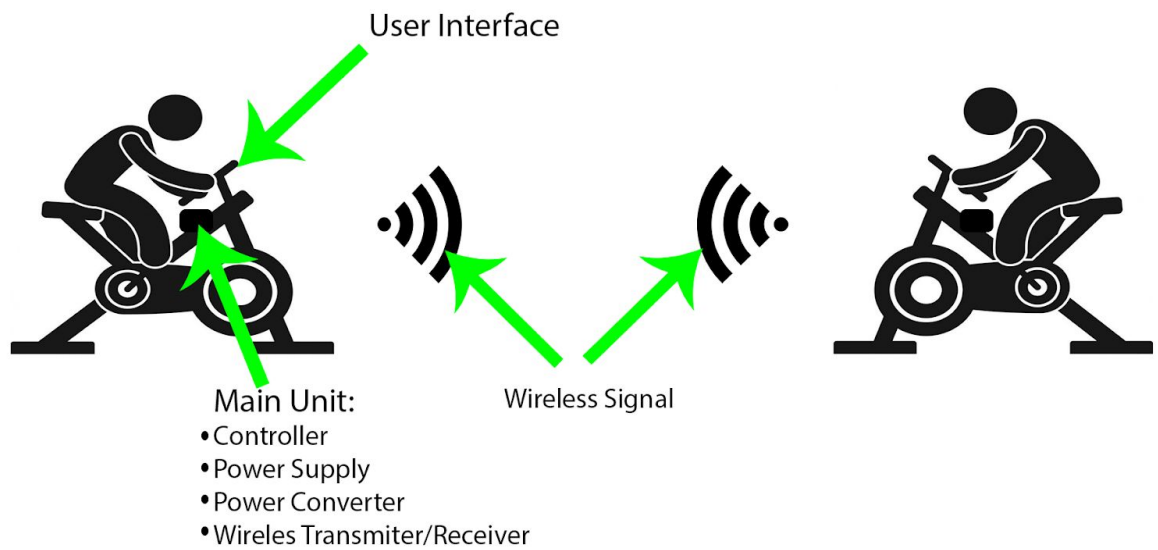 User Interface
Wireless Signal
Main Unit:
•Controller
•Power Supply
•Power Converter
•Wireles Transmiter/Receiver